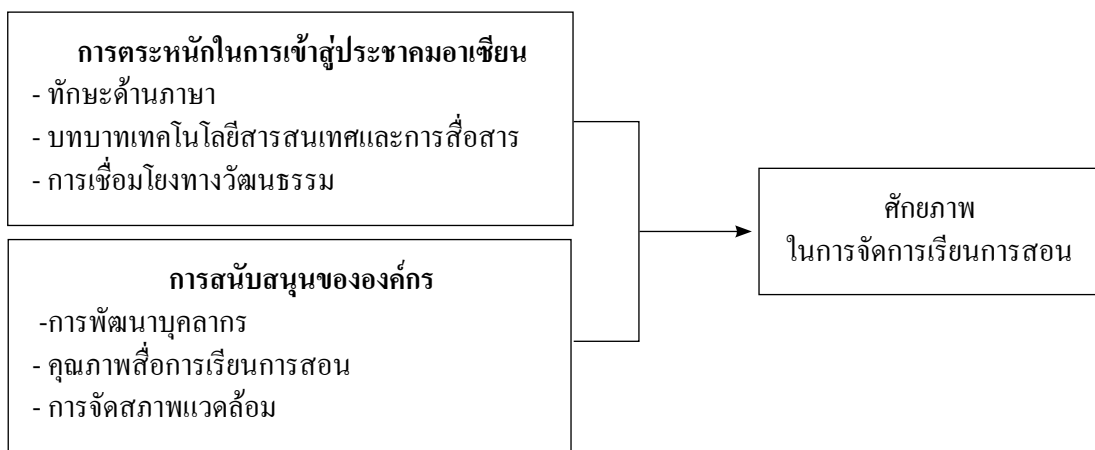 การตระหนักในการเข้าสู่ประชาคมอาเซียน
- ทักษะด้านภาษา
- บทบาทเทคโนโลยีสารสนเทศและการสื่อสาร
- การเชื่อมโยงทางวัฒนธรรม
การสนับสนุนขององค์กร
-การพัฒนาบุคลากร
- คุณภาพสื่อการเรียนการสอน
- การจัดสภาพแวดล้อม
ศักยภาพ
ในการจัดการเรียนการสอน